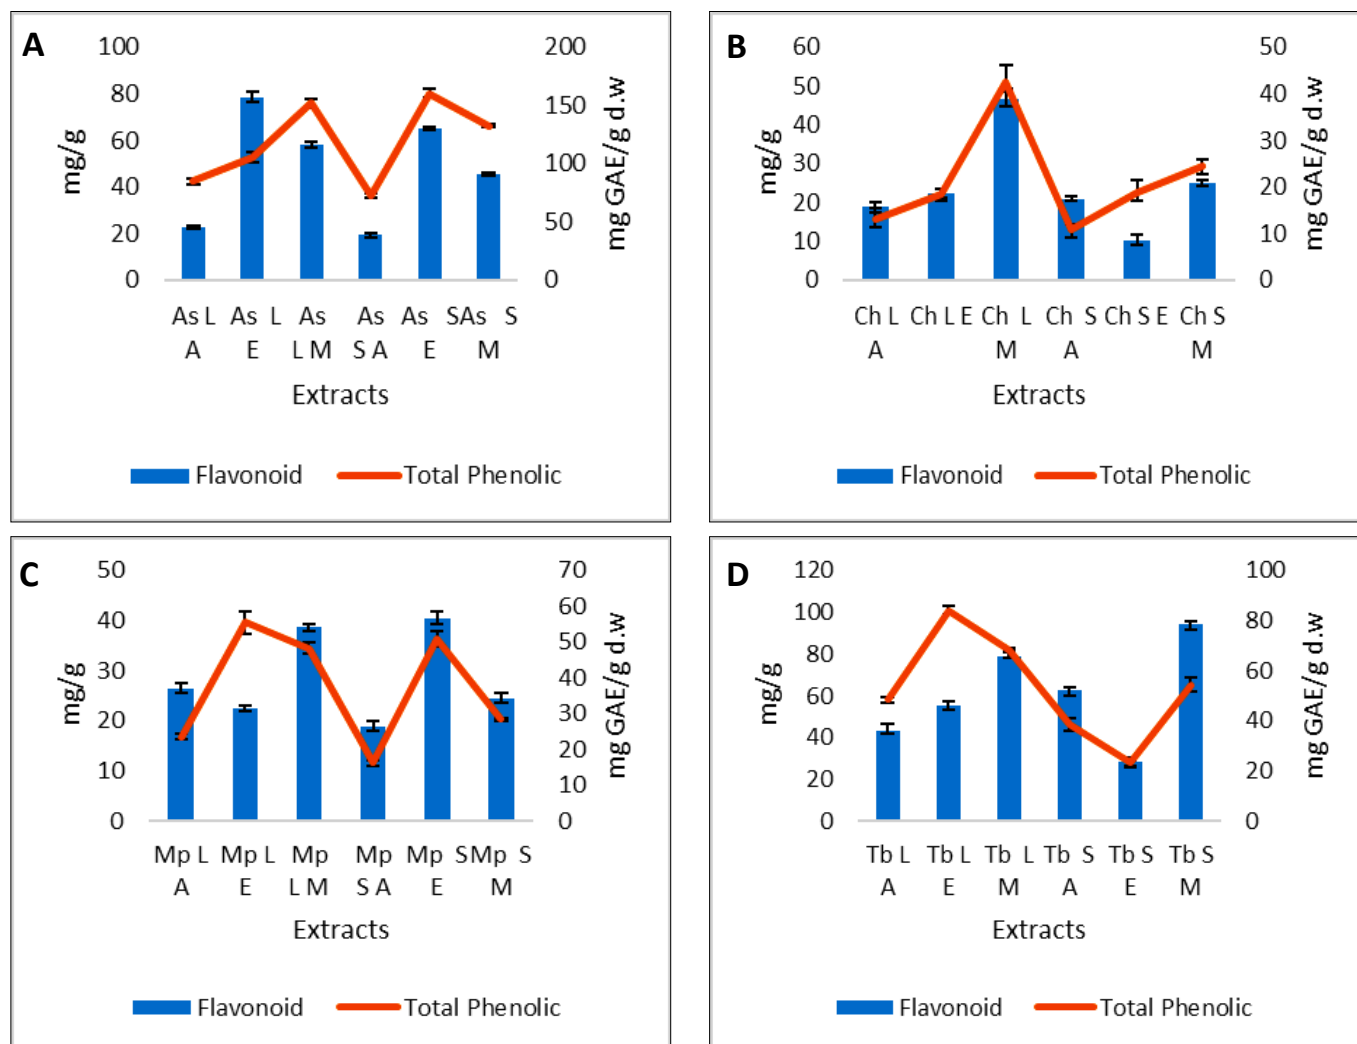 A
100
80
60
40
20
0
mg/g
200
150
100
50
0
mg GAE/g d.w
As L As L As As As S As S
A E L M S A E M
Extracts
Flavonoid Total Phenolic
B
60
50
40
30
20
10
0
mg/g
50
40
30
20
10
0
mg GAE/g d.w
Ch L Ch L E Ch L Ch S Ch S E Ch S
A M A M
Extracts
Flavonoid Total Phenolic
C
50
40
30
20
10
0
mg/g
70
60
50
40
30
20
10
0
mg GAE/g d.w
Mp L Mp L Mp Mp Mp S Mp S
A E L M S A E M
Extracts
Flavonoid Total Phenolic
D
120
100
80
60
40
20
0
mg/g
100
80
60
40
20
0
mg GAE/g d.w
Tb L Tb L Tb L Tb S Tb S Tb S
A E M A E M
Extracts
Flavonoid Total Phenolic